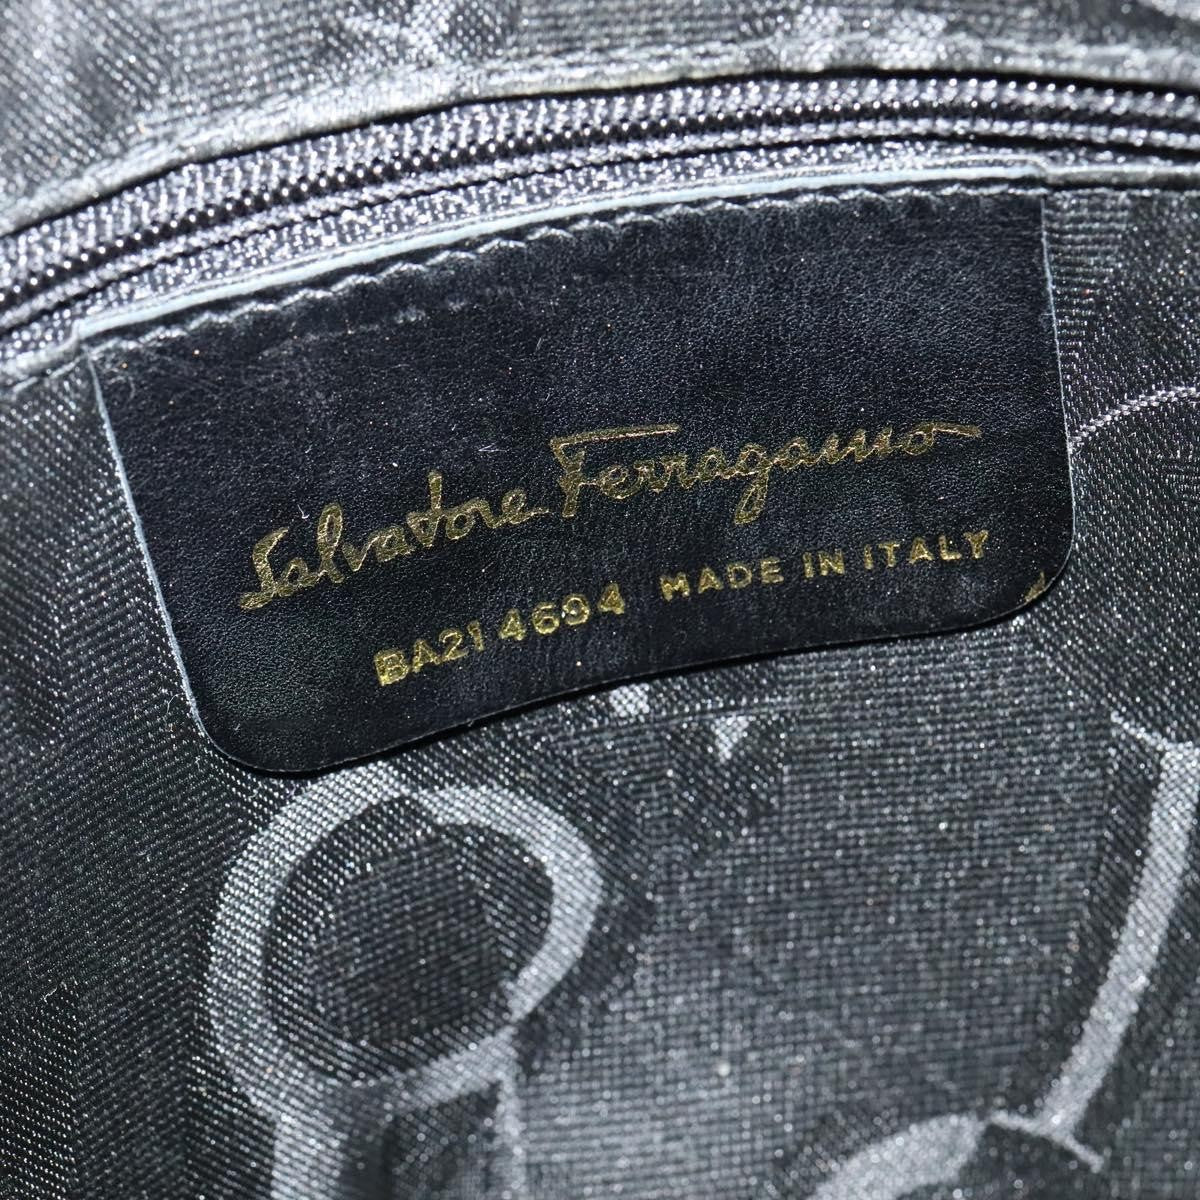 Salvatore Ferragamo
BA21 4694 MADE IN ITALY